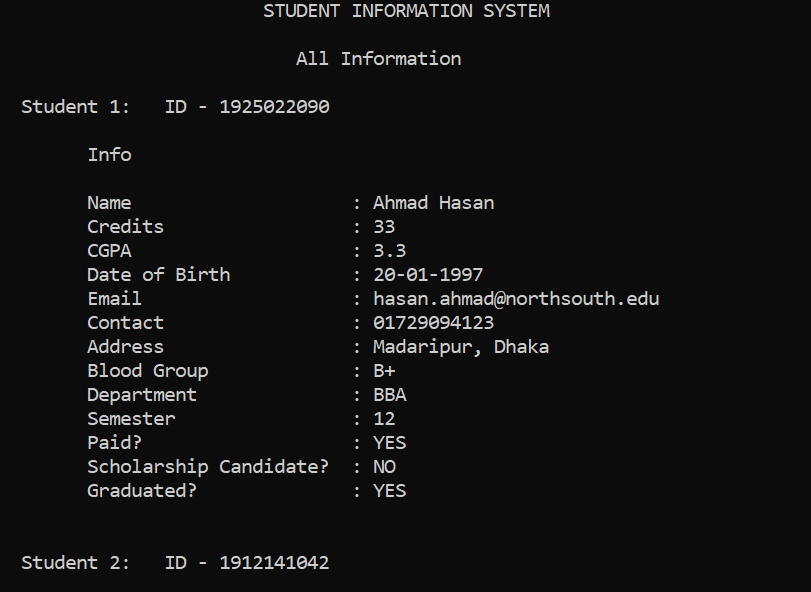 STUDENT INFORMATION SYSTEM
All Information
Student 1: ID - 1925022090
Info
Name : Ahmad Hasan
Credits : 33
CGPA : 3.3
Date of Birth : 20-01-1997
Email : hasan.ahmad@northsouth.edu
Contact : 01729094123
Address : Madaripur, Dhaka
Blood Group : B+
Department : BBA
Semester : 12
Paid? : YES
Scholarship Candidate? : NO
Graduated? : YES
Student 2: ID - 1912141042